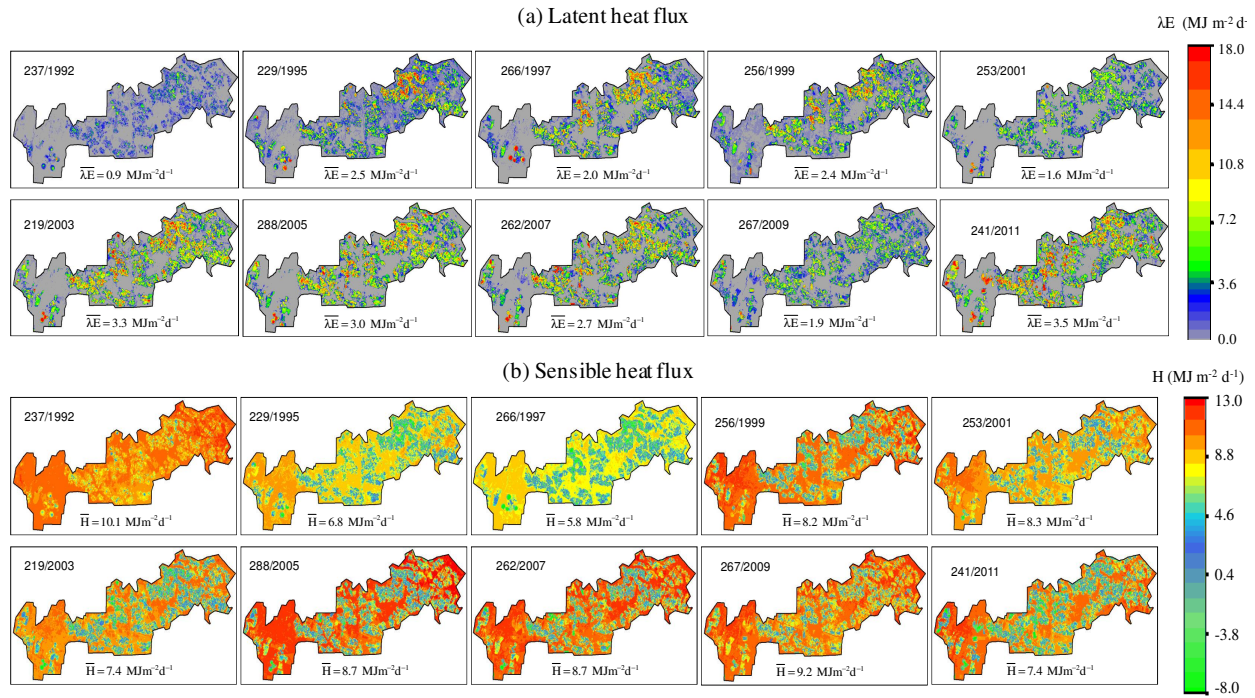 (a) Latent heat flux
λE (MJ m⁻² d⁻
237/1992
229/1995
266/1997
256/1999
253/2001
λE = 0.9 MJm⁻²d⁻¹
λE = 2.5 MJm⁻²d⁻¹
λE = 2.0 MJm⁻²d⁻¹
λE = 2.4 MJm⁻²d⁻¹
λE = 1.6 MJm⁻²d⁻¹
219/2003
288/2005
262/2007
267/2009
241/2011
λE = 3.3 MJm⁻²d⁻¹
λE = 3.0 MJm⁻²d⁻¹
λE = 2.7 MJm⁻²d⁻¹
λE = 1.9 MJm⁻²d⁻¹
λE = 3.5 MJm⁻²d⁻¹
18.0
14.4
10.8
7.2
3.6
0.0
(b) Sensible heat flux
H (MJ m⁻² d⁻¹)
237/1992
229/1995
266/1997
256/1999
253/2001
H = 10.1 MJm⁻²d⁻¹
H = 6.8 MJm⁻²d⁻¹
H = 5.8 MJm⁻²d⁻¹
H = 8.2 MJm⁻²d⁻¹
H = 8.3 MJm⁻²d⁻¹
219/2003
288/2005
262/2007
267/2009
241/2011
H = 7.4 MJm⁻²d⁻¹
H = 8.7 MJm⁻²d⁻¹
H = 8.7 MJm⁻²d⁻¹
H = 9.2 MJm⁻²d⁻¹
H = 7.4 MJm⁻²d⁻¹
13.0
8.8
4.6
0.4
-3.8
-8.0